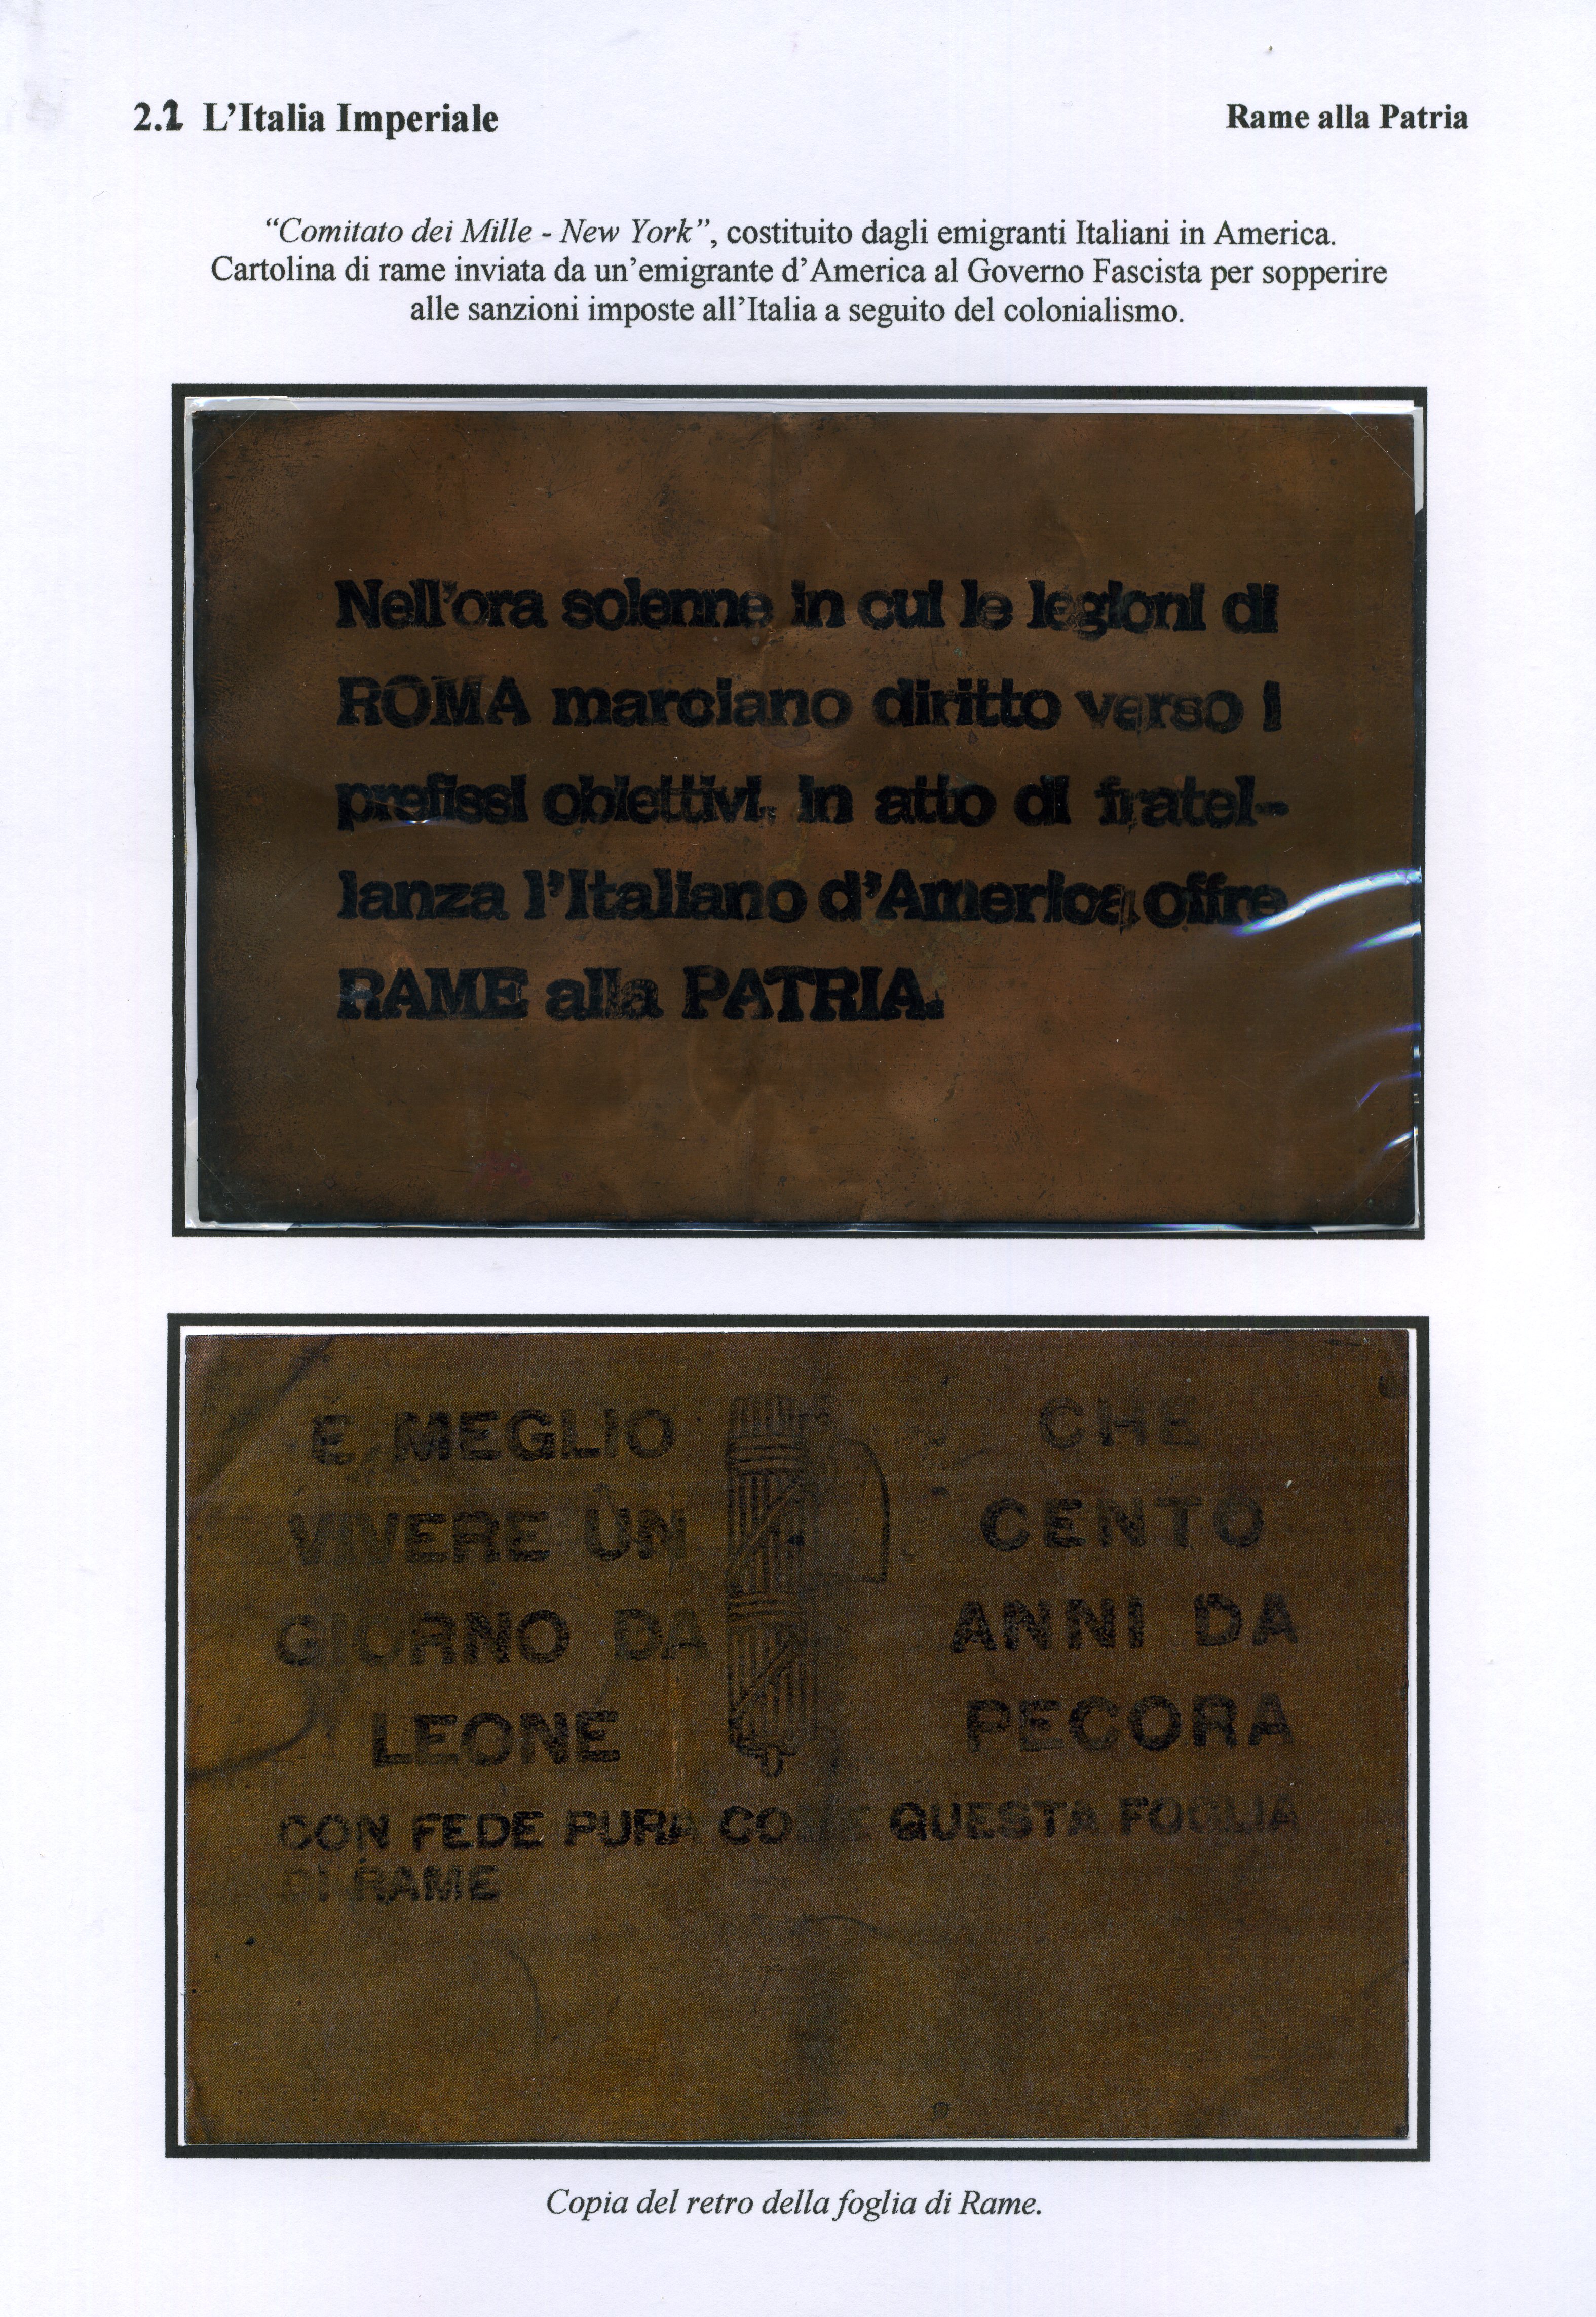 2.1 L'Italia Imperiale
Rame alla Patria
“Comitato dei Mille - New York”, costituito dagli emigranti Italiani in America.
Cartolina di rame inviata da un’emigrante d’America al Governo Fascista per sopperire
alle sanzioni imposte all’Italia a seguito del colonialismo.
Nell’ora solenne in cui le legioni di
ROMA marciano diritto verso i
prefissi obiettivi, in atto di fratel-
lanza l’Italiano d’America offre
RAME alla PATRIA.
E MEGLIO
VIVERE UN
GIORNO DA
LEONE
CHE
CENTO
ANNI DA
PECORA
CON FEDE PURA COME QUESTA FOGLIA
DI RAME
Copia del retro della foglia di Rame.